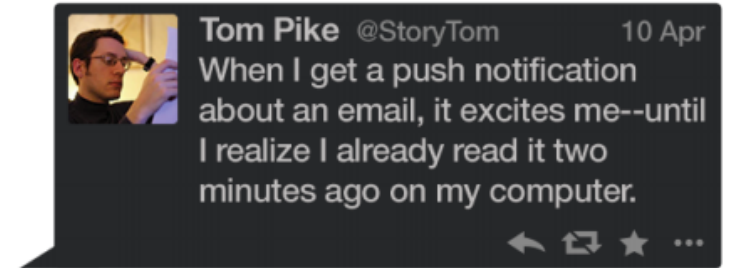 Tom Pike @StoryTom 10 Apr
When I get a push notification
about an email, it excites me--until
I realize I already read it two
minutes ago on my computer.